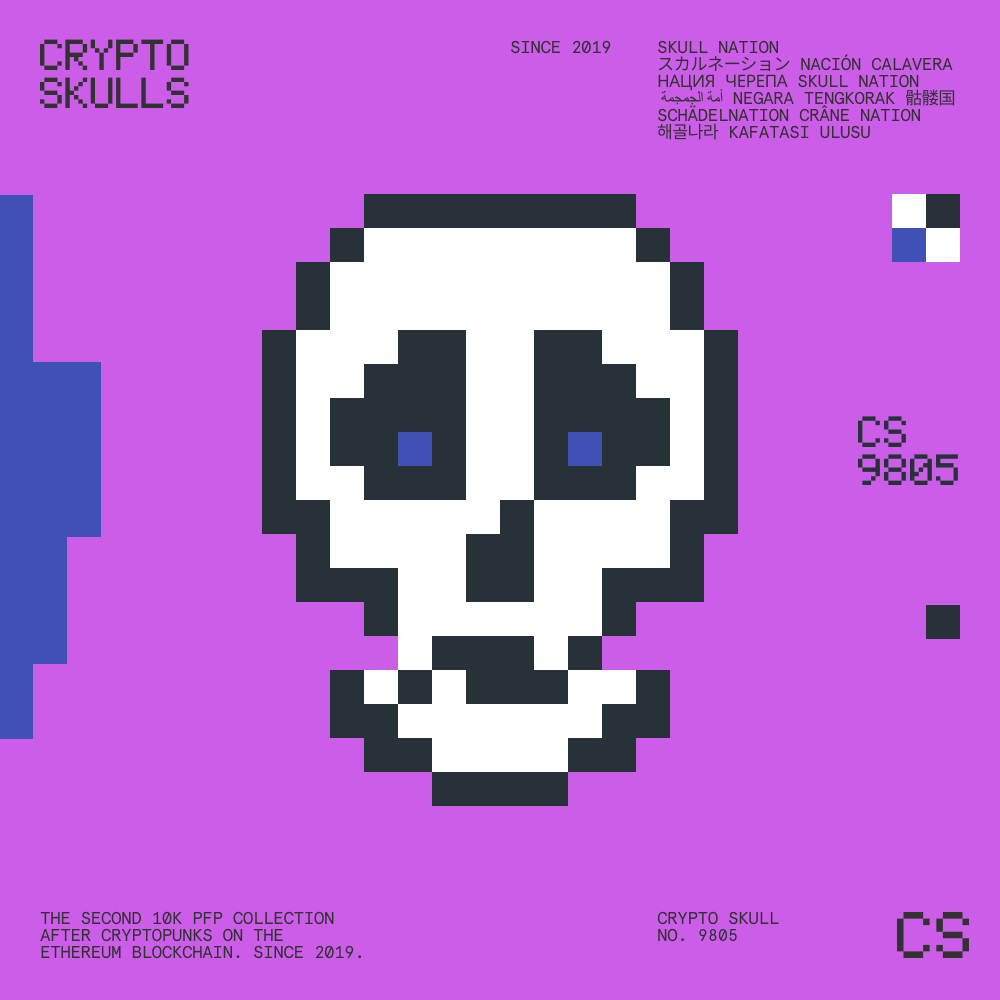 CRYPTO
SKULLS
SINCE 2019
SKULL NATION
スカルネーション NACIÓN CALAVERA
НАЦИЯ ЧЕРЕПА SKULL NATION
أمة الجمجمة NEGARA TENGKORAK 骷髅国
SCHÄDELNATION CRÂNE NATION
해골나라 KAFATASI ULUSU
CS
9805
THE SECOND 10K PFP COLLECTION
AFTER CRYPTOPUNKS ON THE
ETHEREUM BLOCKCHAIN. SINCE 2019.
CRYPTO SKULL
NO. 9805
CS